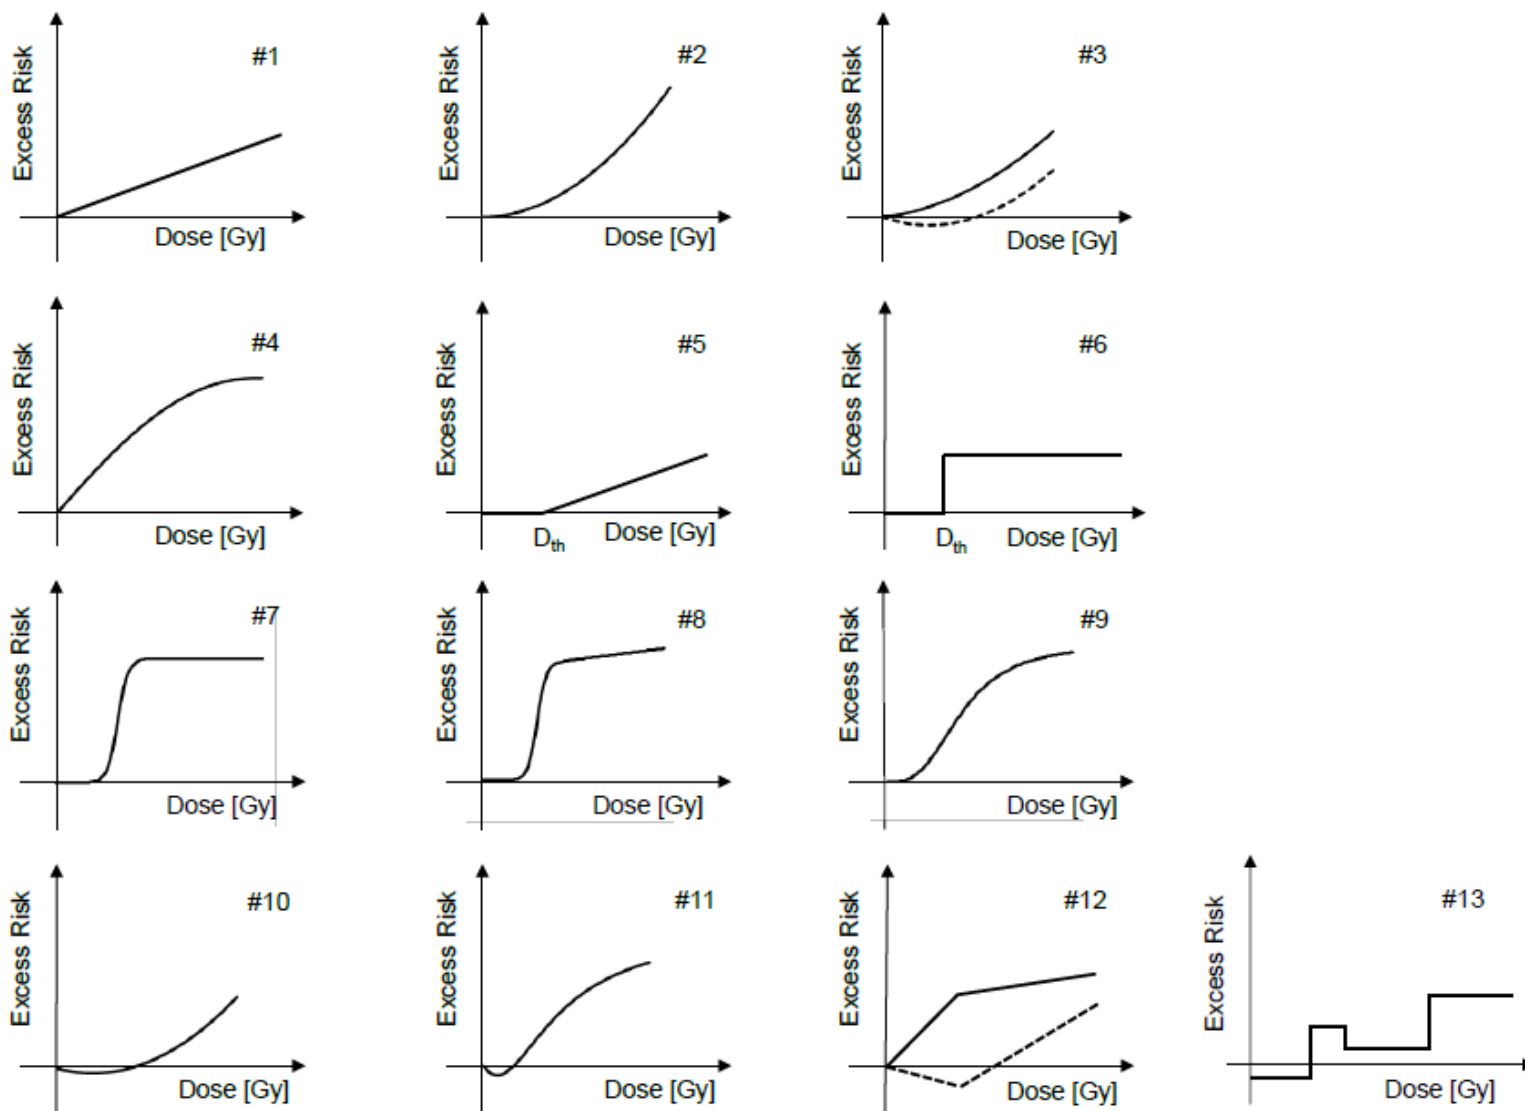 #1
Excess Risk
Dose [Gy]
#2
Excess Risk
Dose [Gy]
#3
Excess Risk
Dose [Gy]
#4
Excess Risk
Dose [Gy]
#5
Excess Risk
Dth
Dose [Gy]
#6
Excess Risk
Dth
Dose [Gy]
#7
Excess Risk
Dose [Gy]
#8
Excess Risk
Dose [Gy]
#9
Excess Risk
Dose [Gy]
#10
Excess Risk
Dose [Gy]
#11
Excess Risk
Dose [Gy]
#12
Excess Risk
Dose [Gy]
#13
Excess Risk
Dose [Gy]